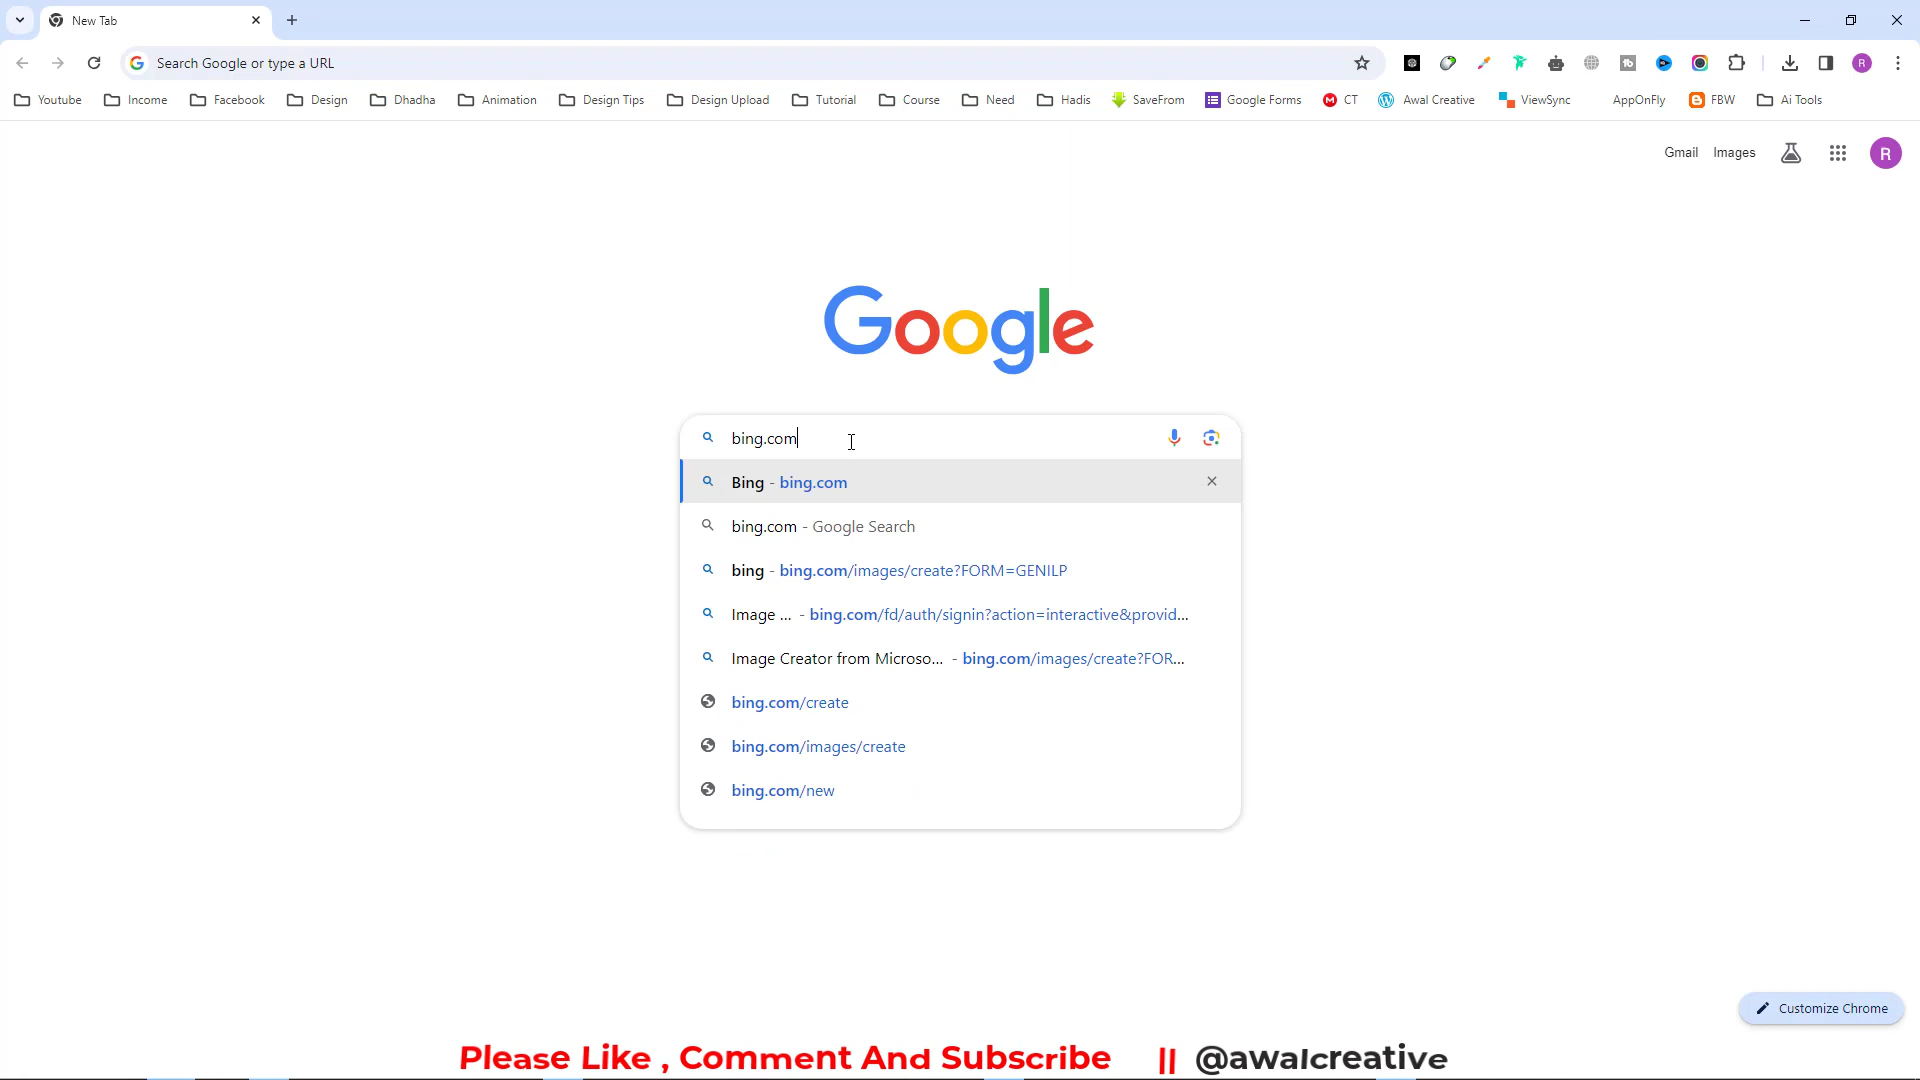 New Tab
Search Google or type a URL
R
Youtube Income Facebook Design Dhadha Animation Design Tips Design Upload Tutorial Course Need Hadis SaveFrom Google Forms CT Awal Creative ViewSync AppOnFly FBW Ai Tools
Gmail Images R
Google
bing.com
Bing - bing.com
bing.com - Google Search
bing - bing.com/images/create?FORM=GENILP
Image ... - bing.com/fd/auth/signin?action=interactive&provid...
Image Creator from Microso... - bing.com/images/create?FOR...
bing.com/create
bing.com/images/create
bing.com/new
Customize Chrome
Please Like , Comment And Subscribe || @awalcreative